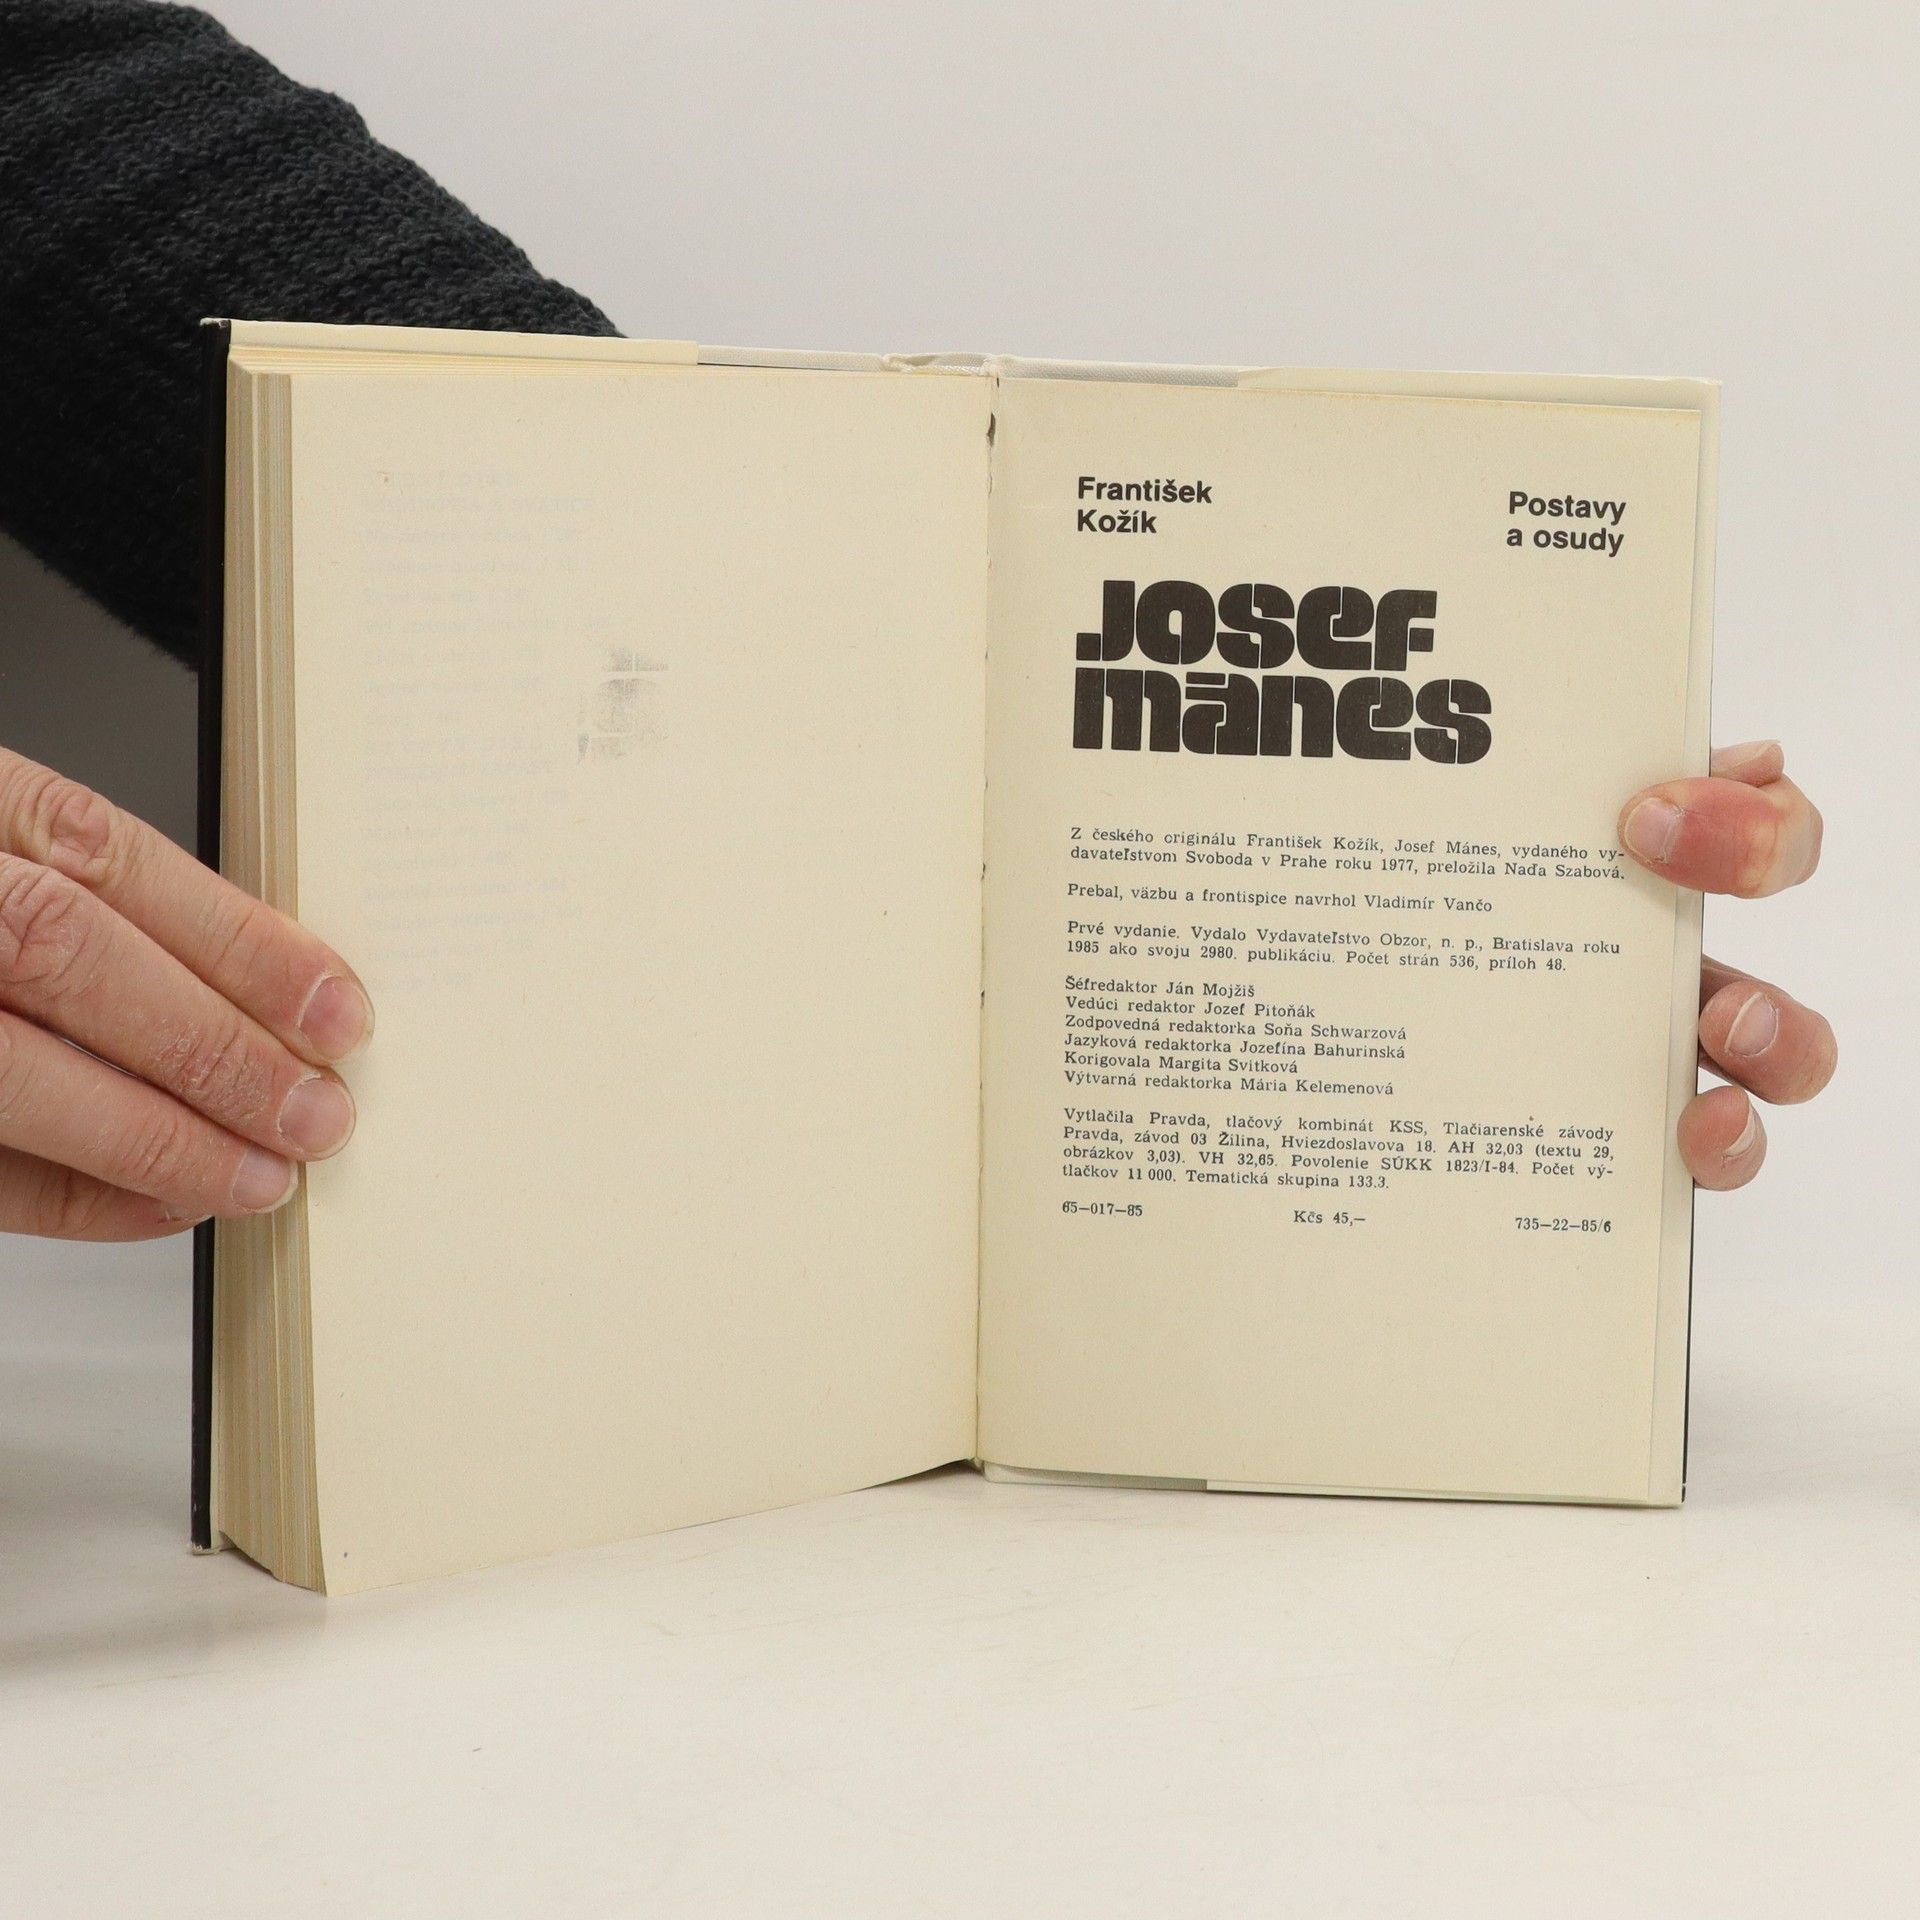 František
Kožík
Postavy
a osudy
Josef
mánes
Z českého originálu František Kožík, Josef Mánes, vydaného vy-
davateľstvom Svoboda v Prahe roku 1977, preložila Naďa Szabová.
Prebal, väzbu a frontispice navrhol Vladimír Vančo
Prvé vydanie. Vydalo Vydavateľstvo Obzor, n. p., Bratislava roku
1985 ako svoju 2980. publikáciu. Počet strán 536, príloh 48.
Šéfredaktor Ján Mojžiš
Vedúci redaktor Jozef Pitoňák
Zodpovedná redaktorka Soňa Schwarzová
Jazyková redaktorka Jozefína Bahurinská
Korigovala Margita Svitková
Výtvarná redaktorka Mária Kelemenová
Vytlačila Pravda, tlačový kombinát KSS, Tlačiarenské závody
Pravda, závod 03 Žilina, Hviezdoslavova 18. AH 32,03 (textu 29,
obrázkov 3,03). VH 32,65. Povolenie SÚKK 1823/I-84. Počet vý-
tlačkov 11 000. Tematická skupina 133.3.
65—017—85 Kčs 45,— 735—22—85/6